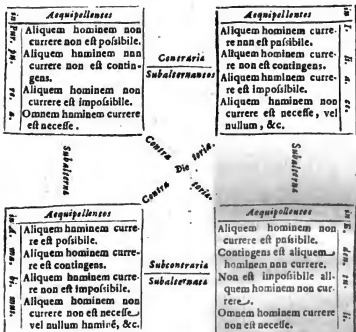 Aequipollentes
Aliquem hominem non
currere non est possibile.
Aliquem hominem non
currere non est contin-
gens.
Aliquem hominem non
currere est impossibile.
Omnem hominem currere
est necesse.
Contraria
Subalternantes
Aequipollentes
Aliquem hominem curre-
re non est possibile.
Aliquem hominem curre-
re non est contingens.
Aliquem hominem curre-
re est impossibile.
Aliquem hominem non
currere est necesse, vel
nullum, &c.
Subalterna
Contra
Dic
toria.
Contra
toria.
Subalterna
Aequipollentes
Aliquem hominem curre-
re est possibile.
Aliquem hominem curre-
re est contingens.
Aliquem hominem curre-
re non est impossibile.
Aliquem hominem non
currere non est necesse
vel nullum hominē, &c.
Subcontraria
Subalternata
Aequipollentes
Aliquem hominem non
currere est possibile.
Contingens est aliquem
hominem non currere.
Non est impossibile ali-
quem hominem non cur-
rere.
Omnem hominem currere
non est necesse